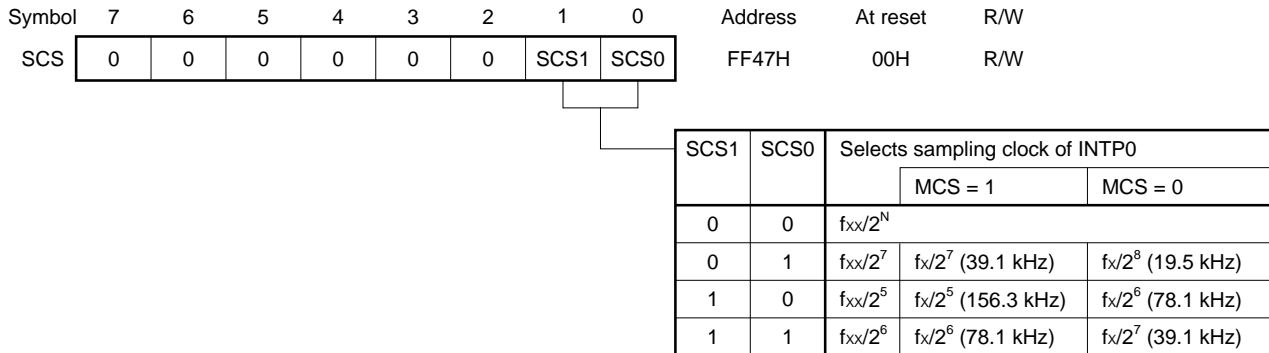 Symbol 7 6 5 4 3 2 1 0 Address At reset R/W
SCS 0 0 0 0 0 0 SCS1 SCS0 FF47H 00H R/W
SCS1 SCS0 Selects sampling clock of INTP0
MCS = 1 MCS = 0
0 0 fxx/2^N
0 1 fxx/2^7 fx/2^7 (39.1 kHz) fx/2^8 (19.5 kHz)
1 0 fxx/2^5 fx/2^5 (156.3 kHz) fx/2^6 (78.1 kHz)
1 1 fxx/2^6 fx/2^6 (78.1 kHz) fx/2^7 (39.1 kHz)